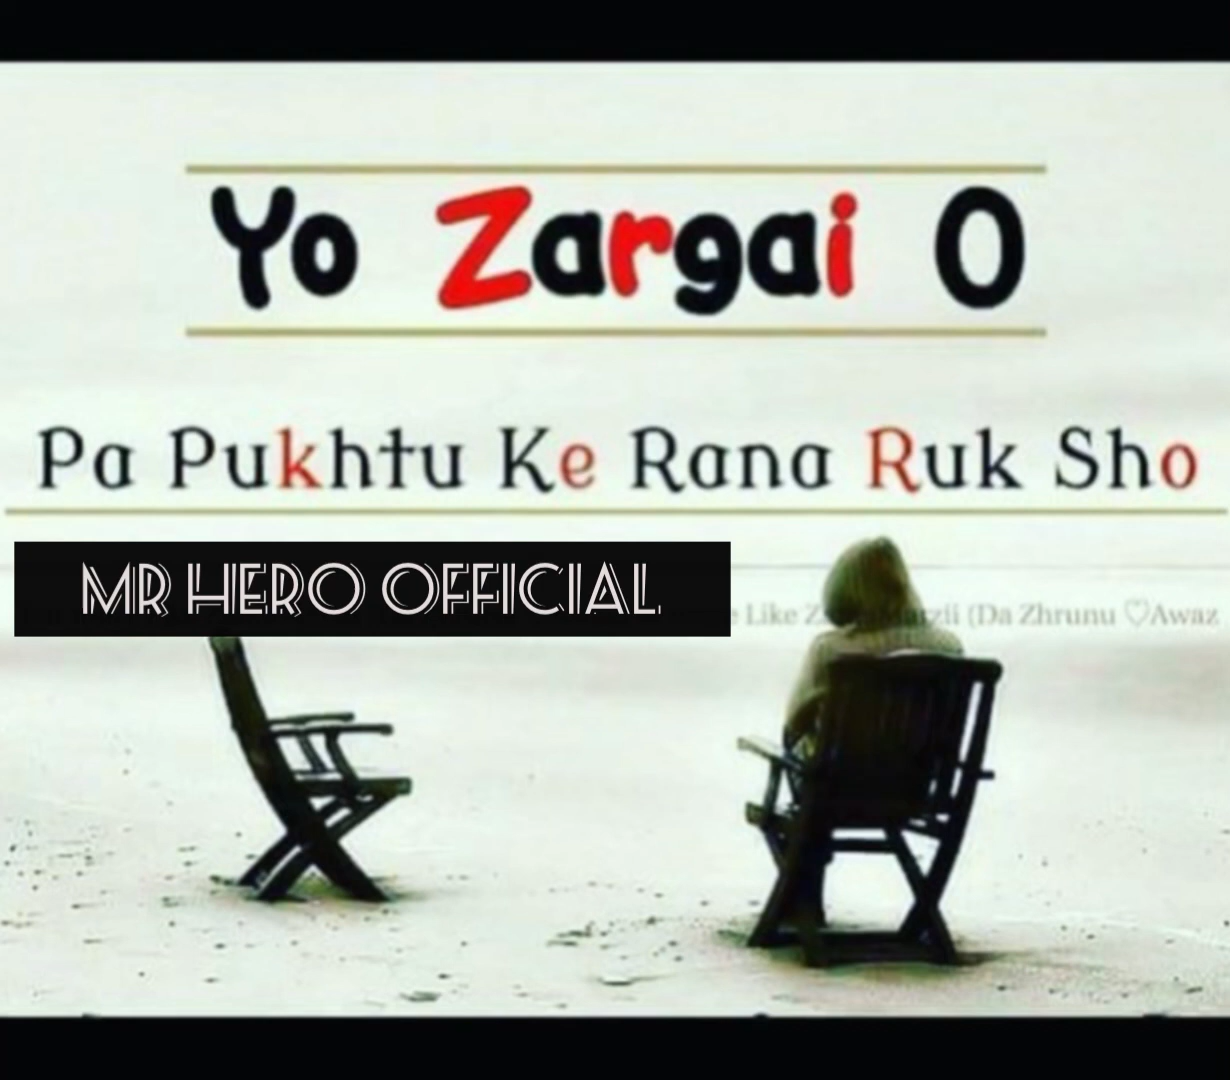 Yo Zargai O
Pa Pukhtu Ke Rana Ruk Sho
MR HERO OFFICIAL
Like (Da Zhrunu ♡Awaz